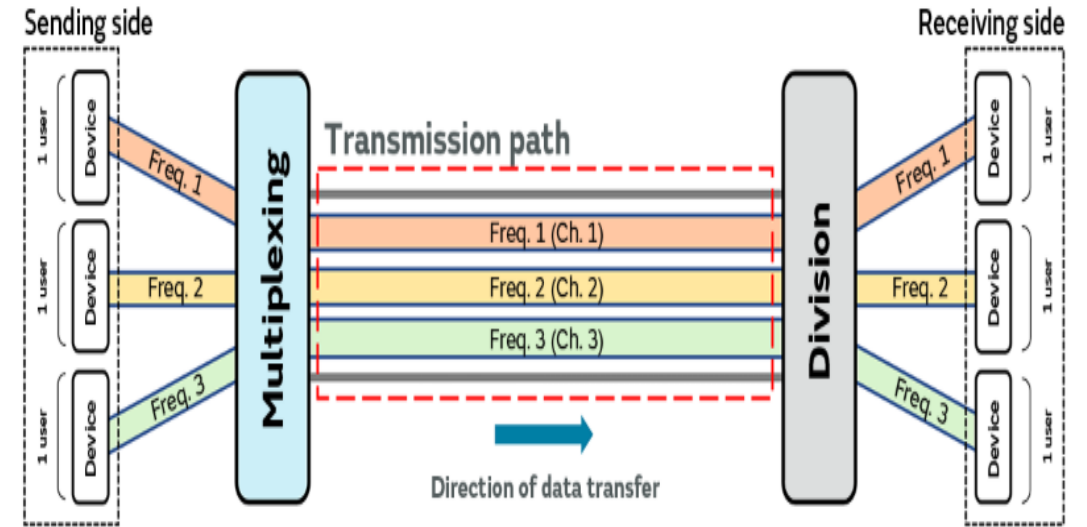 Sending side
Receiving side
1 user
Device
Freq. 1
1 user
Device
Freq. 2
1 user
Device
Freq. 3
Multiplexing
Transmission path
Freq. 1 (Ch. 1)
Freq. 2 (Ch. 2)
Freq. 3 (Ch. 3)
Direction of data transfer
Division
Freq. 1
Device
1 user
Freq. 2
Device
1 user
Freq. 3
Device
1 user